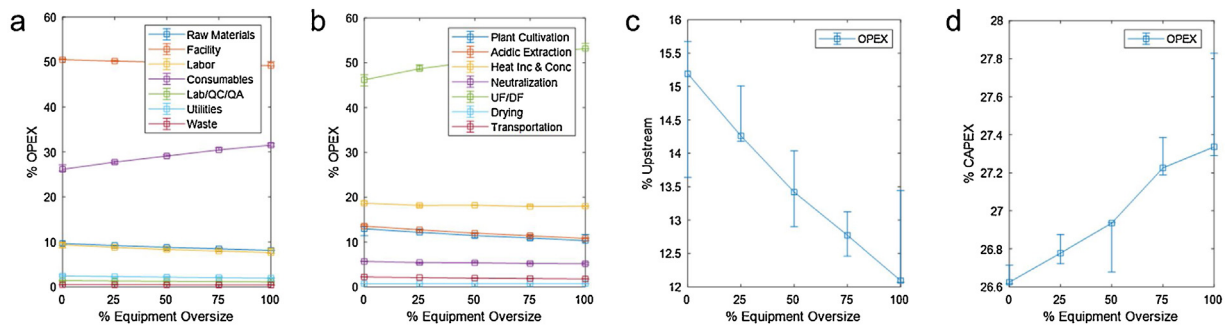 a
60
50
40
30
20
10
0
% OPEX
0 25 50 75 100
% Equipment Oversize
Raw Materials
Facility
Labor
Consumables
Lab/QC/QA
Utilities
Waste
b
60
50
40
30
20
10
0
% OPEX
0 25 50 75 100
% Equipment Oversize
Plant Cultivation
Acidic Extraction
Heat Inc & Conc
Neutralization
UF/DF
Drying
Transportation
c
16
15.5
15
14.5
14
13.5
13
12.5
12
% Upstream
0 25 50 75 100
% Equipment Oversize
OPEX
d
28
27.8
27.6
27.4
27.2
27
26.8
26.6
% CAPEX
0 25 50 75 100
% Equipment Oversize
OPEX